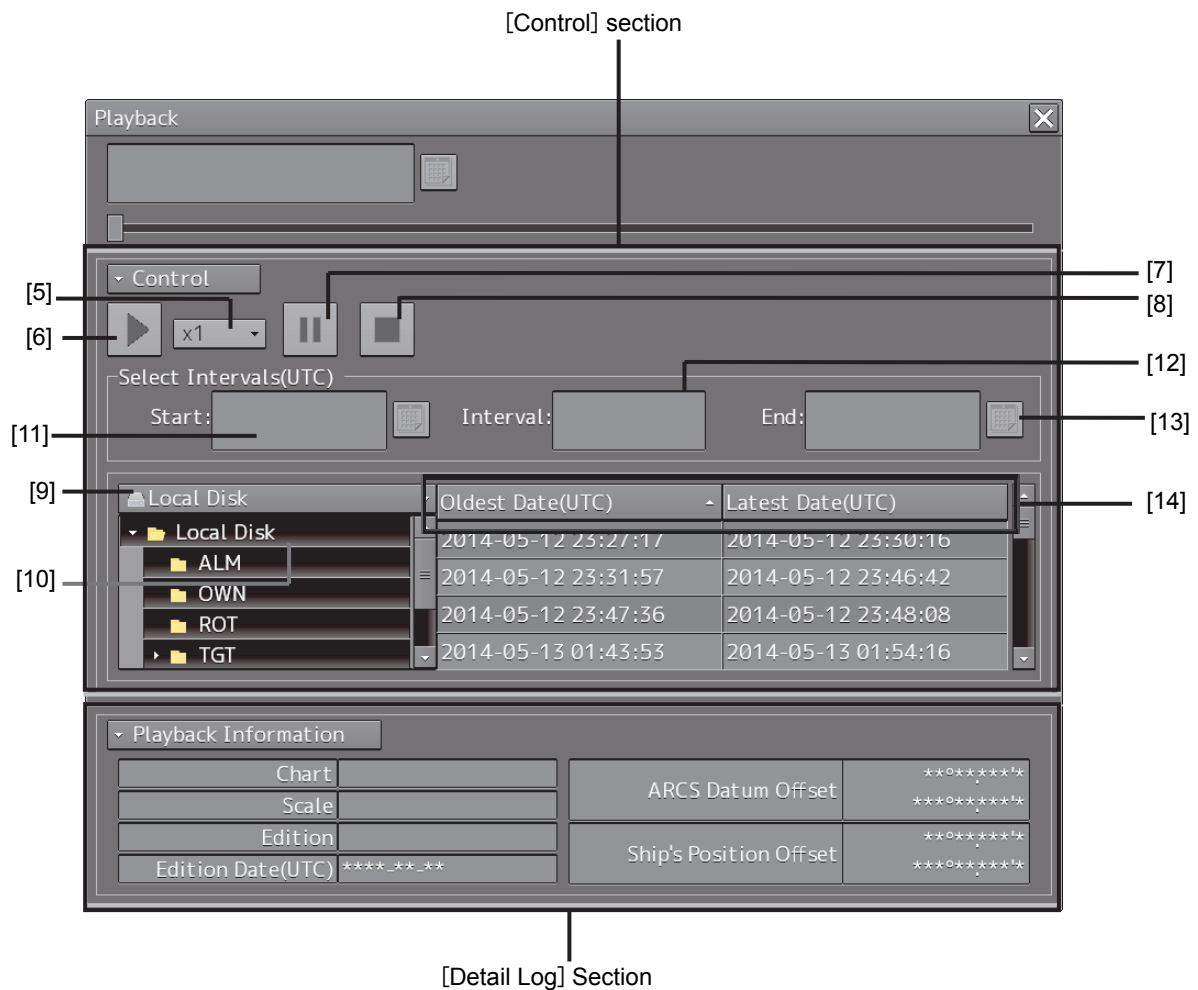 [Control] section
Playback
Control
[5]
[7]
[8]
[6]
x1
Select Intervals(UTC)
[12]
Start:
Interval:
End:
[11]
[13]
[9]
Local Disk
Oldest Date(UTC)
Latest Date(UTC)
[14]
Local Disk
2014-05-12 23:27:17
2014-05-12 23:30:16
[10]
ALM
2014-05-12 23:31:57
2014-05-12 23:46:42
OWN
2014-05-12 23:47:36
2014-05-12 23:48:08
ROT
TGT
2014-05-13 01:43:53
2014-05-13 01:54:16
Playback Information
Chart
Scale
Edition
Edition Date(UTC) ****-**-**
ARCS Datum Offset
**°**.***'*
***°**.***'*
Ship's Position Offset
**°**.***'*
***°**.***'*
[Detail Log] Section